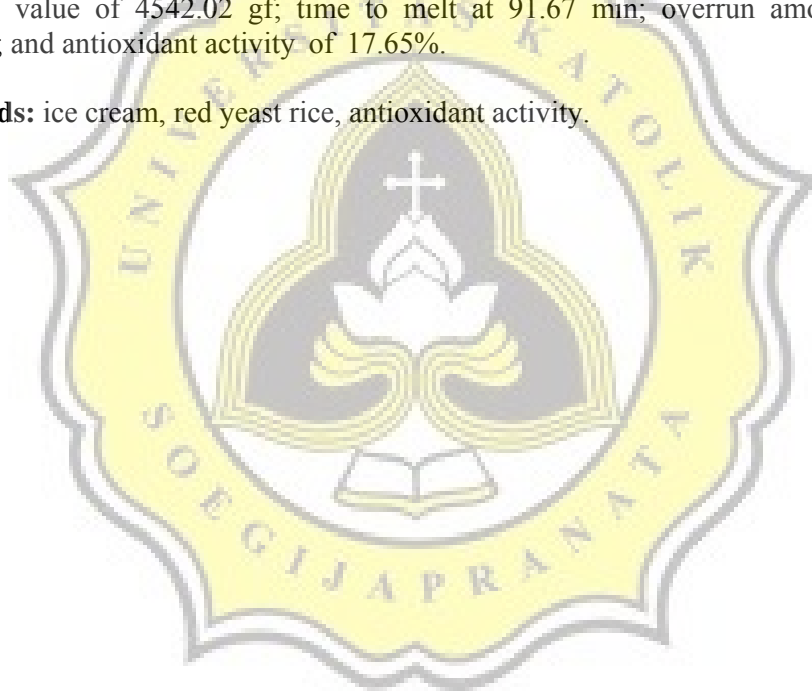 value of 4542.02 gf; time to melt at 91.67 min; overrun amo
and antioxidant activity of 17.65%.
ds: ice cream, red yeast rice, antioxidant activity.
UNIVERSITAS KATOLIK
SOEGIJAPRANATA